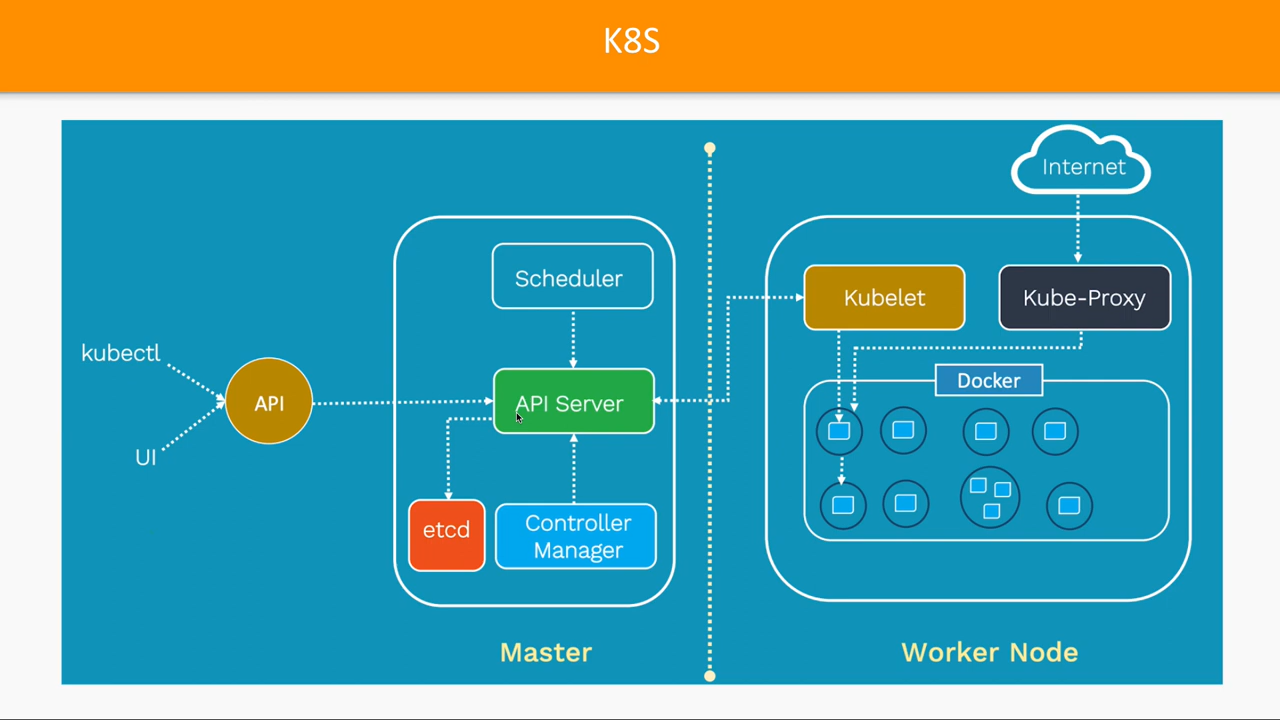 K8S
Internet
Scheduler
Kubelet
Kube-Proxy
kubectl
API
API Server
Docker
UI
etcd
Controller
Manager
Master
Worker Node